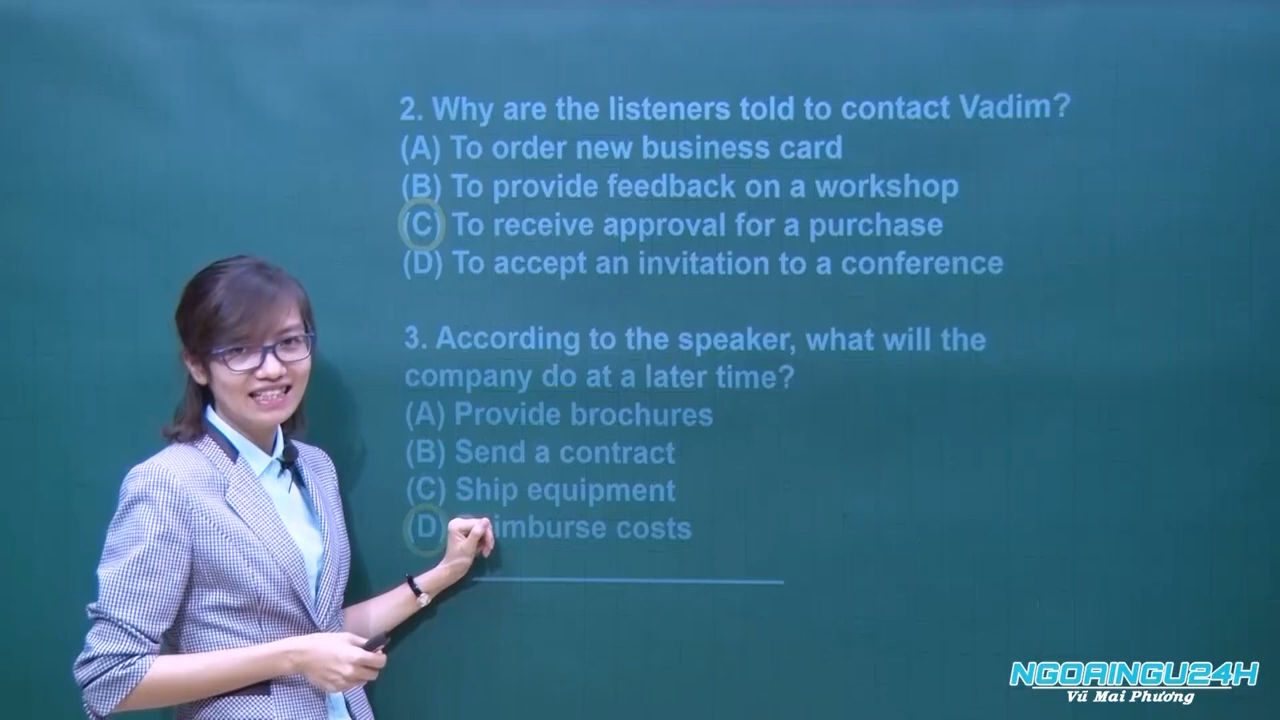 2. Why are the listeners told to contact Vadim?
(A) To order new business card
(B) To provide feedback on a workshop
(C) To receive approval for a purchase
(D) To accept an invitation to a conference
3. According to the speaker, what will the
company do at a later time?
(A) Provide brochures
(B) Send a contract
(C) Ship equipment
(D) costs
NGOAINGU24H
Vũ Mai Phương